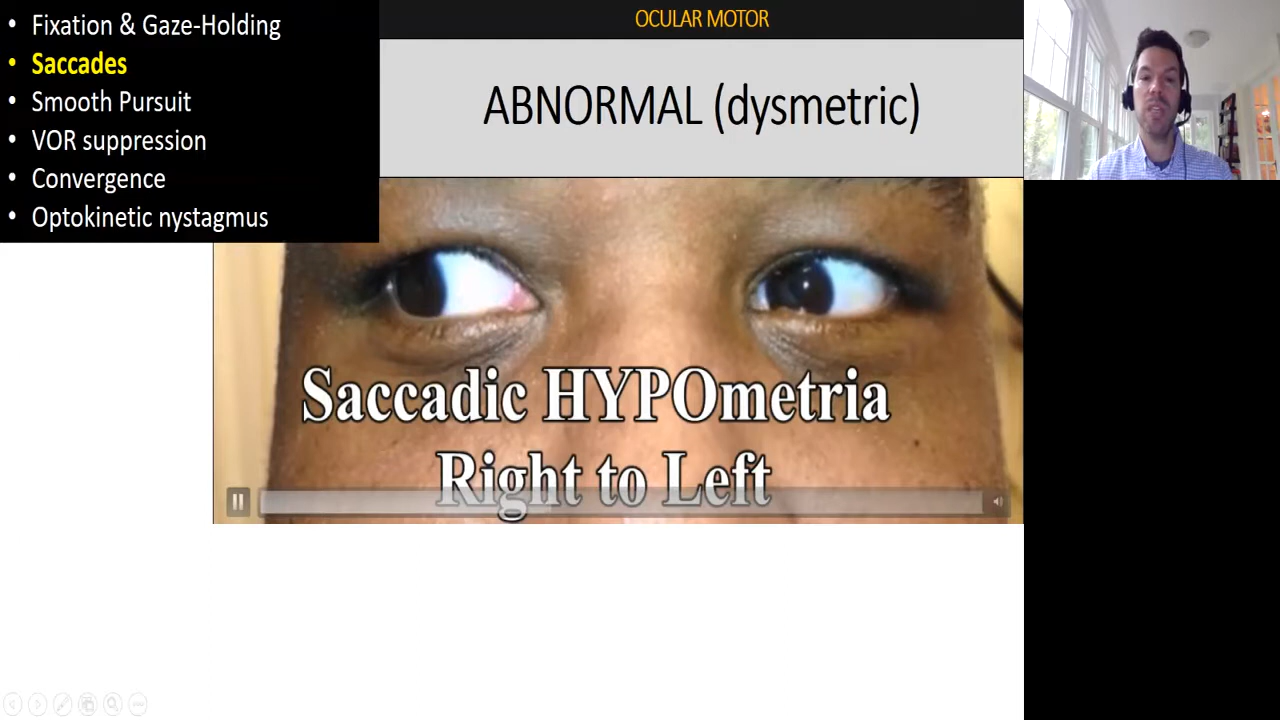 • Fixation & Gaze-Holding
• Saccades
• Smooth Pursuit
• VOR suppression
• Convergence
• Optokinetic nystagmus
OCULAR MOTOR
ABNORMAL (dysmetric)
Saccadic HYPOmetria
Right to Left